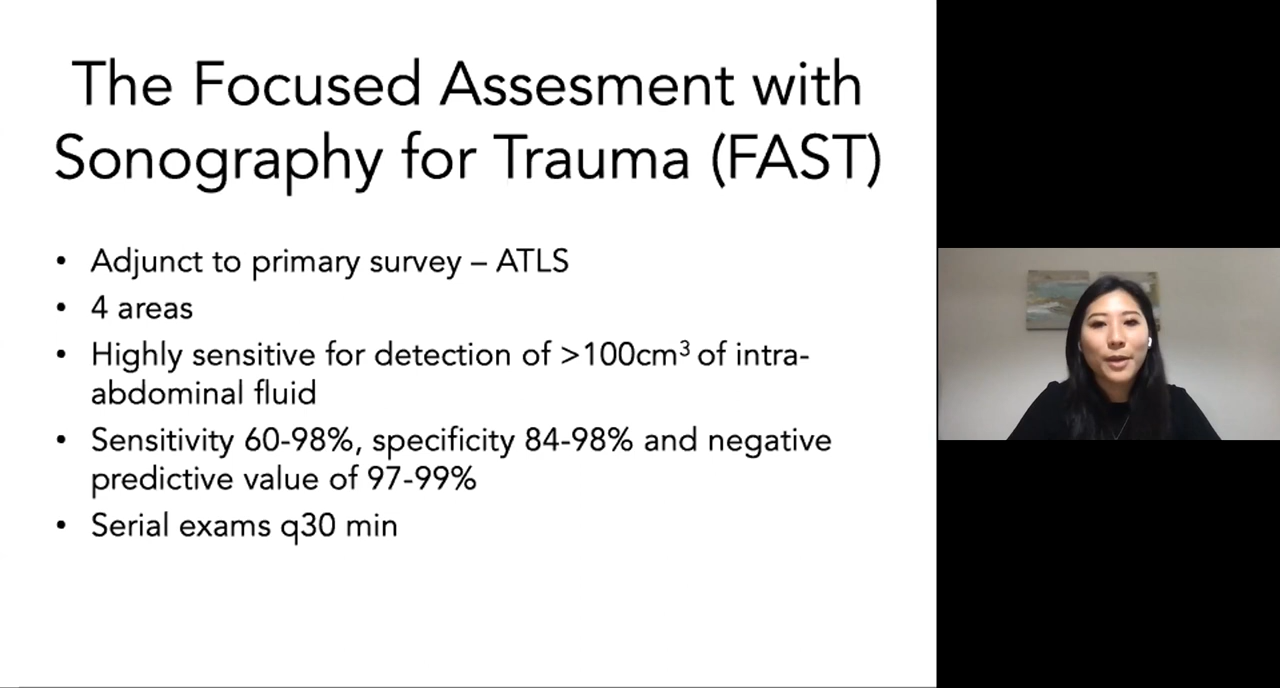 The Focused Assesment with
Sonography for Trauma (FAST)
• Adjunct to primary survey – ATLS
• 4 areas
• Highly sensitive for detection of >100cm³ of intra-
abdominal fluid
• Sensitivity 60-98%, specificity 84-98% and negative
predictive value of 97-99%
• Serial exams q30 min